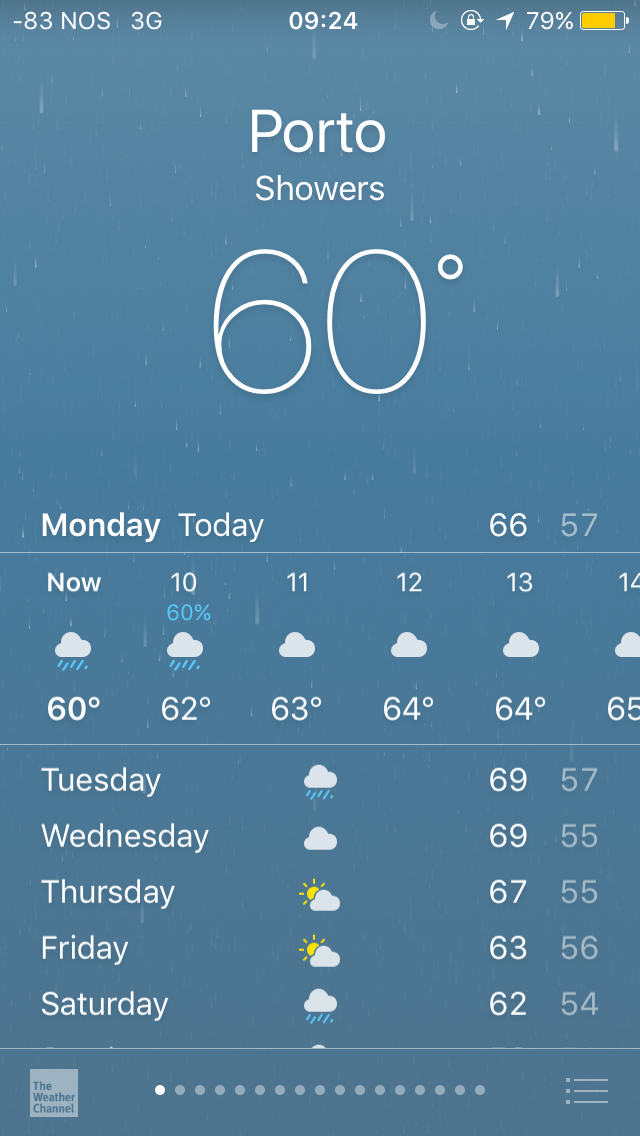 -83 NOS 3G 09:24 79%
Porto
Showers
60°
Monday Today 66 57
Now 10 11 12 13 14
60%
60° 62° 63° 64° 64° 65
Tuesday 69 57
Wednesday 69 55
Thursday 67 55
Friday 63 56
Saturday 62 54
The
Weather
Channel